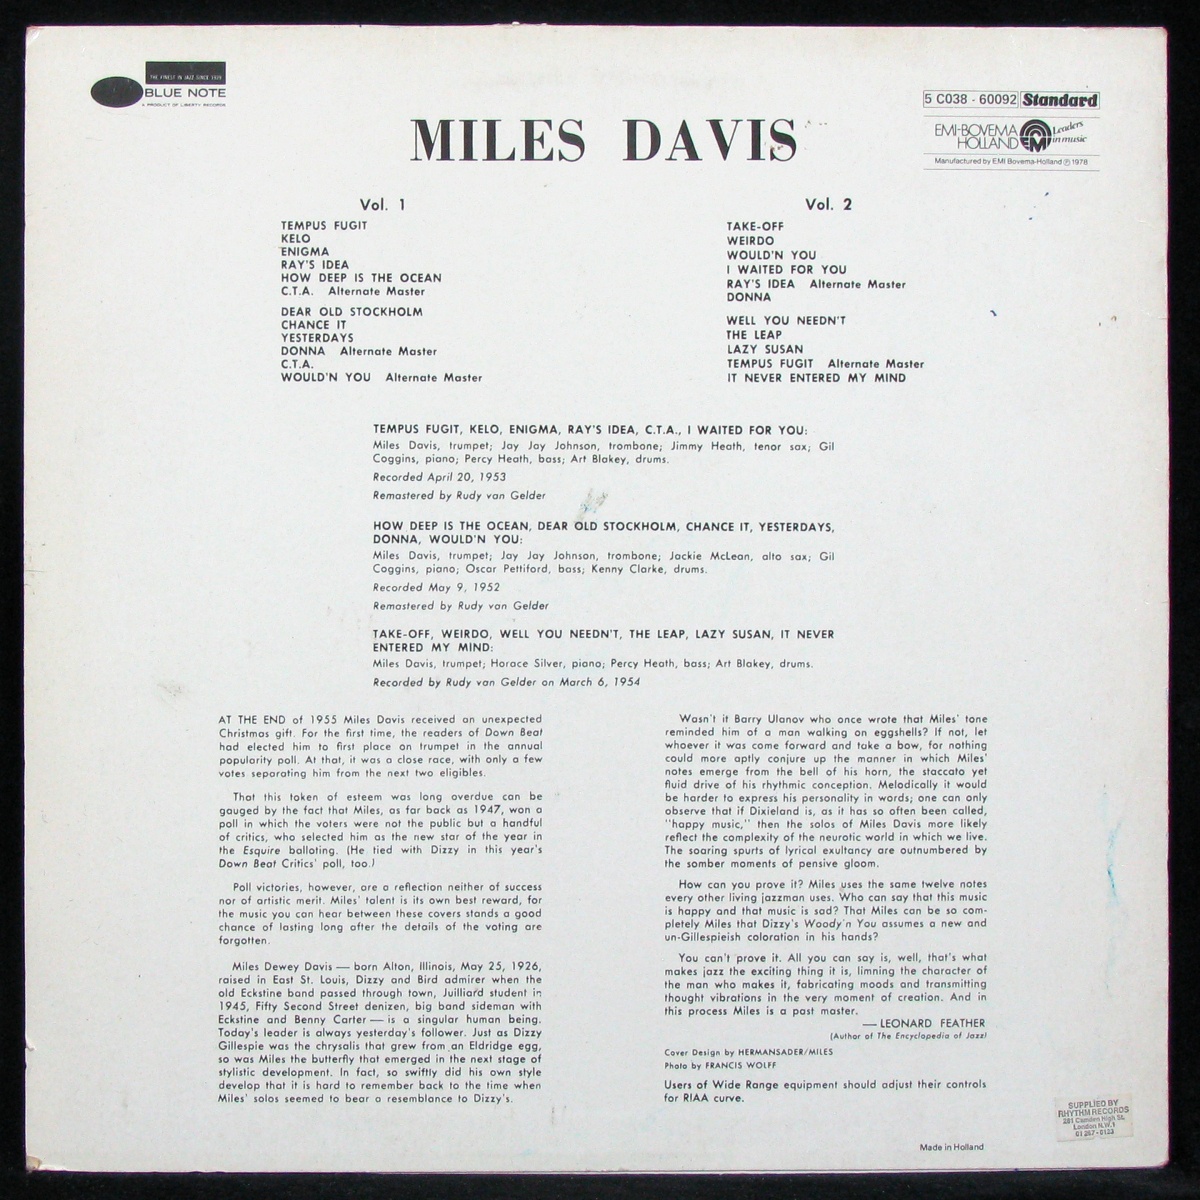 THE FINEST IN JAZZ SINCE 1939
BLUE NOTE
A PRODUCT OF LIBERTY RECORDS
5 C038 - 60092 Standard
EMI-BOVEMA
HOLLAND
EMI
Leaders
in music
Manufactured by EMI Bovema-Holland ℗ 1978
MILES DAVIS
Vol. 1
TEMPUS FUGIT
KELO
ENIGMA
RAY'S IDEA
HOW DEEP IS THE OCEAN
C.T.A. Alternate Master
DEAR OLD STOCKHOLM
CHANCE IT
YESTERDAYS
DONNA Alternate Master
C.T.A.
WOULD'N YOU Alternate Master
Vol. 2
TAKE-OFF
WEIRDO
WOULD'N YOU
I WAITED FOR YOU
RAY'S IDEA Alternate Master
DONNA
WELL YOU NEEDN'T
THE LEAP
LAZY SUSAN
TEMPUS FUGIT Alternate Master
IT NEVER ENTERED MY MIND
TEMPUS FUGIT, KELO, ENIGMA, RAY'S IDEA, C.T.A., I WAITED FOR YOU:
Miles Davis, trumpet; Jay Jay Johnson, trombone; Jimmy Heath, tenor sax; Gil
Coggins, piano; Percy Heath, bass; Art Blakey, drums.
Recorded April 20, 1953
Remastered by Rudy van Gelder
HOW DEEP IS THE OCEAN, DEAR OLD STOCKHOLM, CHANCE IT, YESTERDAYS,
DONNA, WOULD'N YOU:
Miles Davis, trumpet; Jay Jay Johnson, trombone; Jackie McLean, alto sax; Gil
Coggins, piano; Oscar Pettiford, bass; Kenny Clarke, drums.
Recorded May 9, 1952
Remastered by Rudy van Gelder
TAKE-OFF, WEIRDO, WELL YOU NEEDN'T, THE LEAP, LAZY SUSAN, IT NEVER
ENTERED MY MIND:
Miles Davis, trumpet; Horace Silver, piano; Percy Heath, bass; Art Blakey, drums.
Recorded by Rudy van Gelder on March 6, 1954
AT THE END of 1955 Miles Davis received an unexpected
Christmas gift. For the first time, the readers of Down Beat
had elected him to first place on trumpet in the annual
popularity poll. At that, it was a close race, with only a few
votes separating him from the next two eligibles.
That this token of esteem was long overdue can be
gauged by the fact that Miles, as far back as 1947, won a
poll in which the voters were not the public but a handful
of critics, who selected him as the new star of the year in
the Esquire balloting. (He tied with Dizzy in this year's
Down Beat Critics' poll, too.)
Poll victories, however, are a reflection neither of success
nor of artistic merit. Miles' talent is its own best reward, for
the music you can hear between these covers stands a good
chance of lasting long after the details of the voting are
forgotten.
Miles Dewey Davis — born Alton, Illinois, May 25, 1926,
raised in East St. Louis, Dizzy and Bird admirer when the
old Eckstine band passed through town, Juilliard student in
1945, Fifty Second Street denizen, big band sideman with
Eckstine and Benny Carter — is a singular human being.
Today's leader is always yesterday's follower. Just as Dizzy
Gillespie was the chrysalis that grew from an Eldridge egg,
so was Miles the butterfly that emerged in the next stage of
stylistic development. In fact, so swiftly did his own style
develop that it is hard to remember back to the time when
Miles' solos seemed to bear a resemblance to Dizzy's.
Wasn't it Barry Ulanov who once wrote that Miles' tone
reminded him of a man walking on eggshells? If not, let
whoever it was come forward and take a bow, for nothing
could more aptly conjure up the manner in which Miles'
notes emerge from the bell of his horn, the staccato yet
fluid drive of his rhythmic conception. Melodically it would
be harder to express his personality in words; one can only
observe that if Dixieland is, as it has so often been called,
"happy music," then the solos of Miles Davis more likely
reflect the complexity of the neurotic world in which we live.
The soaring spurts of lyrical exultancy are outnumbered by
the somber moments of pensive gloom.
How can you prove it? Miles uses the same twelve notes
every other living jazzman uses. Who can say that this music
is happy and that music is sad? That Miles can be so com-
pletely Miles that Dizzy's Woody'n You assumes a new and
un-Gillespieish coloration in his hands?
You can't prove it. All you can say is, well, that's what
makes jazz the exciting thing it is, limning the character of
the man who makes it, fabricating moods and transmitting
thought vibrations in the very moment of creation. And in
this process Miles is a past master.
— LEONARD FEATHER
(Author of The Encyclopedia of Jazz)
Cover Design by HERMANSADER/MILES
Photo by FRANCIS WOLFF
Users of Wide Range equipment should adjust their controls
for RIAA curve.
SUPPLIED BY
RHYTHM RECORDS
281 Camden High St.
London N.W.1
01 267-0123
Made in Holland